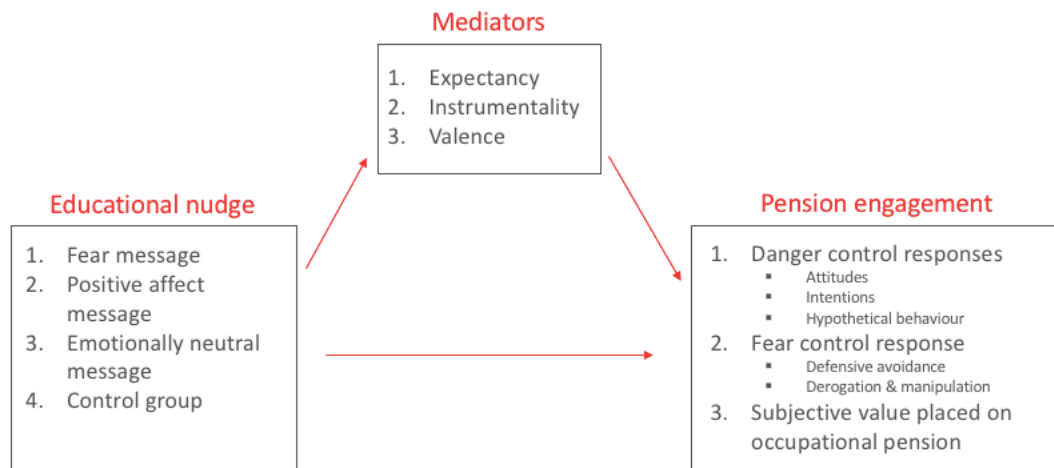 Mediators
1. Expectancy
2. Instrumentality
3. Valence
Educational nudge
1. Fear message
2. Positive affect
message
3. Emotionally neutral
message
4. Control group
Pension engagement
1. Danger control responses
▪ Attitudes
▪ Intentions
▪ Hypothetical behaviour
2. Fear control response
▪ Defensive avoidance
▪ Derogation & manipulation
3. Subjective value placed on
occupational pension